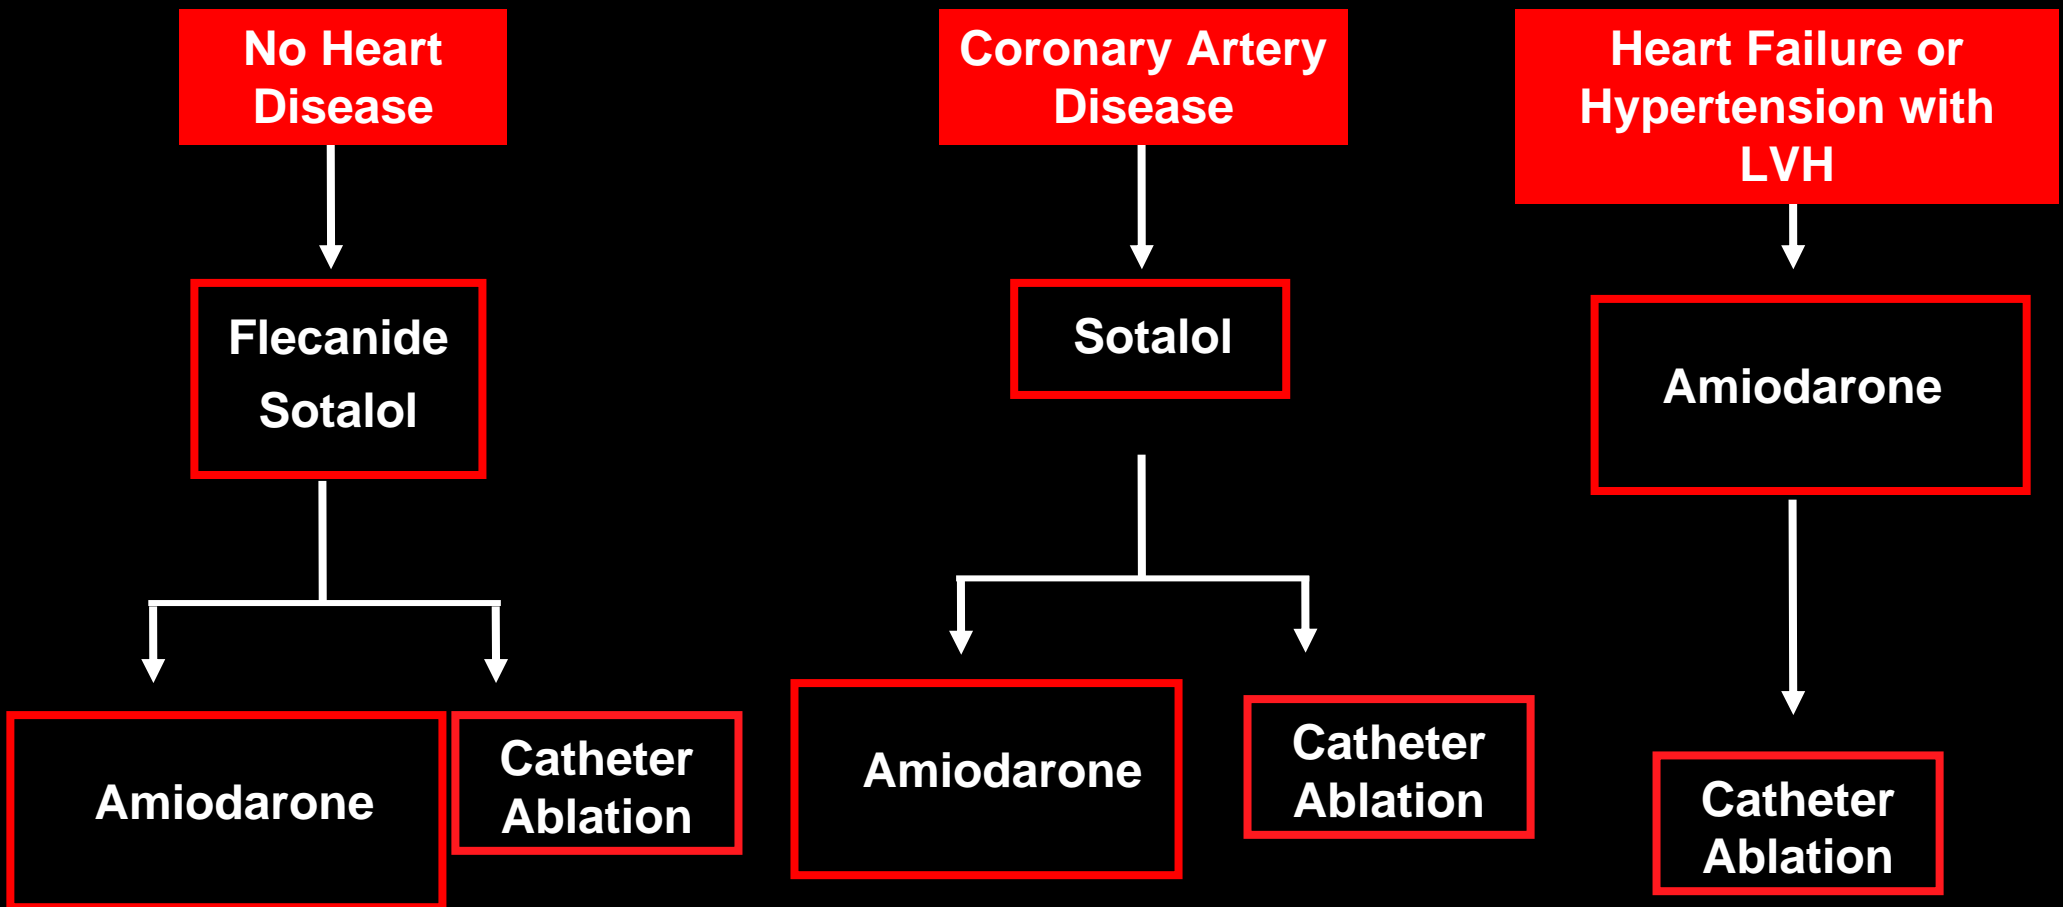 No Heart
Disease
Coronary Artery
Disease
Heart Failure or
Hypertension with
LVH
Flecanide
Sotalol
Sotalol
Amiodarone
Amiodarone
Catheter
Ablation
Amiodarone
Catheter
Ablation
Catheter
Ablation